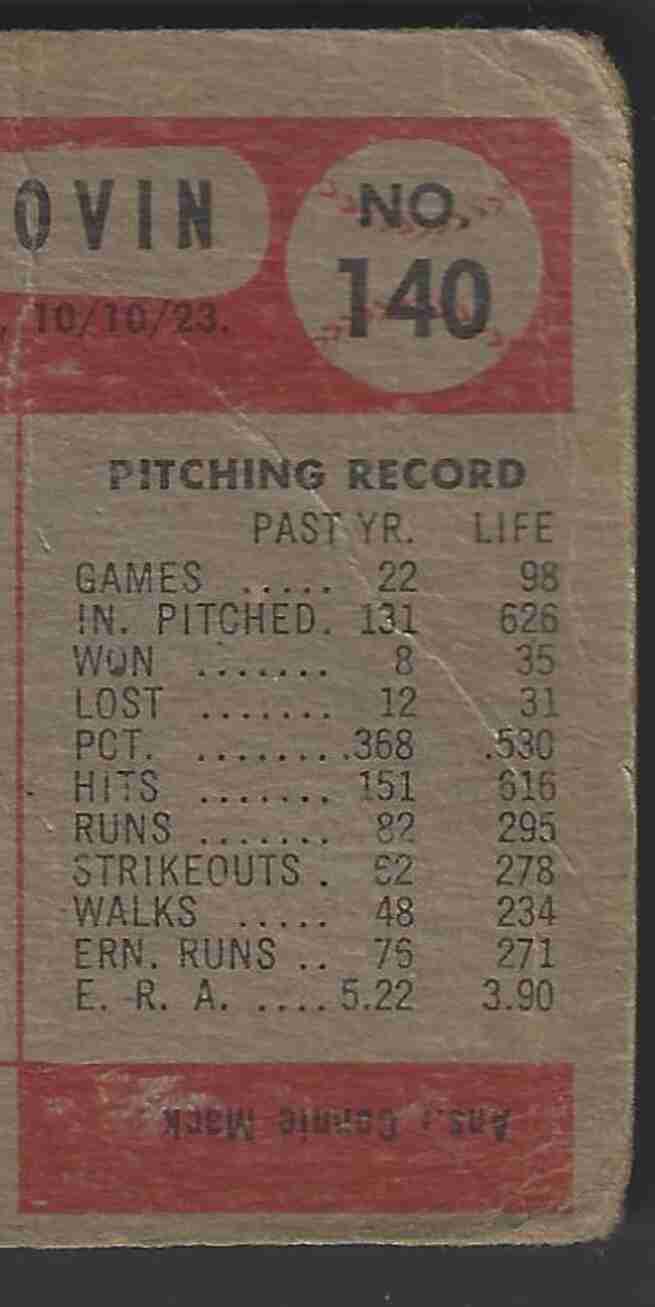 OVIN
NO.
140
, 10/10/23.
PITCHING RECORD
PAST YR. LIFE
GAMES ..... 22 98
IN. PITCHED. 131 626
WON ....... 8 35
LOST ....... 12 31
PCT. .........368 .530
HITS ....... 151 616
RUNS ....... 82 295
STRIKEOUTS . 62 278
WALKS ..... 48 234
ERN. RUNS .. 76 271
E. R. A. ....5.22 3.90
Ans.: Connie Mack